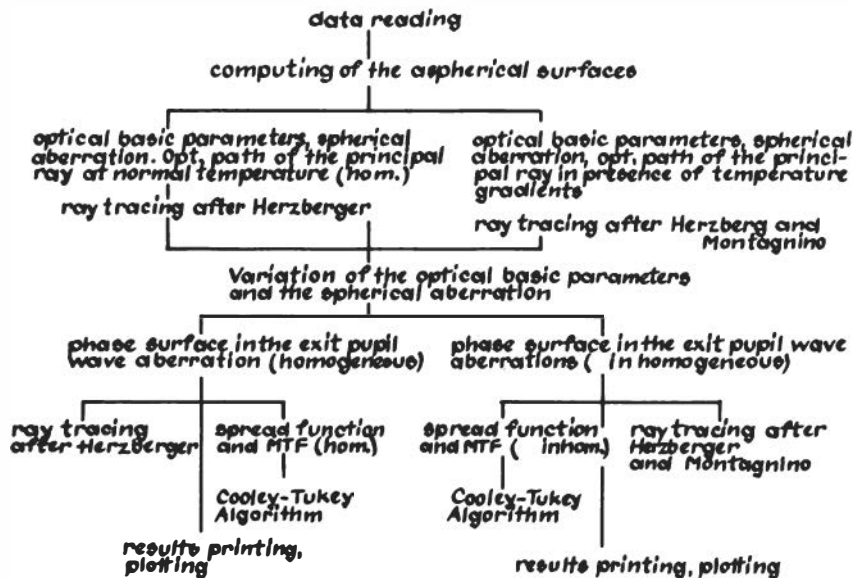 data reading
computing of the aspherical surfaces
optical basic parameters, spherical
aberration. Opt. path of the principal
ray at normal temperature (hom.)
ray tracing after Herzberger
optical basic parameters, spherical
aberration, opt. path of the princi-
pal ray in presence of temperature
gradients
ray tracing after Herzberg and
Montagnino
Variation of the optical basic parameters
and the spherical aberration
phase surface in the exit pupil
wave aberration (homogeneous)
phase surface in the exit pupil wave
aberrations ( in homogeneous)
ray tracing
after Herzberger
spread function
and MTF (hom.)
Cooley-Tukey
Algorithm
results printing,
plotting
spread function
and MTF ( inhom.)
Cooley-Tukey
Algorithm
ray tracing after
Herzberger
and Montagnino
results printing, plotting